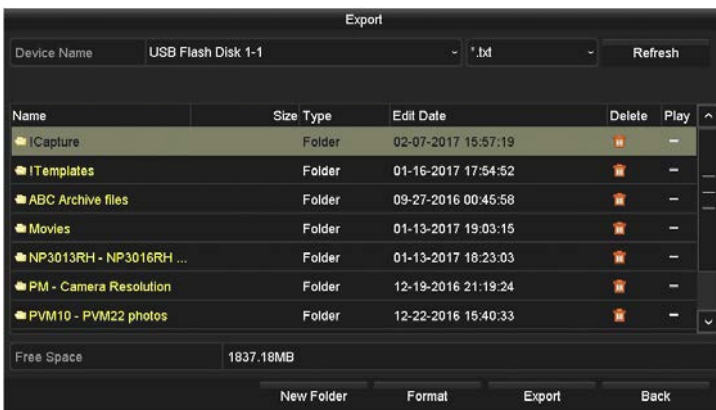 Export
Device Name USB Flash Disk 1-1 *.txt Refresh
Name Size Type Edit Date Delete Play
!Capture Folder 02-07-2017 15:57:19 –
!Templates Folder 01-16-2017 17:54:52 –
ABC Archive files Folder 09-27-2016 00:45:58 –
Movies Folder 01-13-2017 19:03:15 –
NP3013RH - NP3016RH ... Folder 01-13-2017 18:23:03 –
PM - Camera Resolution Folder 12-19-2016 21:19:24 –
PVM10 - PVM22 photos Folder 12-22-2016 15:40:33 –
Free Space 1837.18MB
New Folder Format Export Back